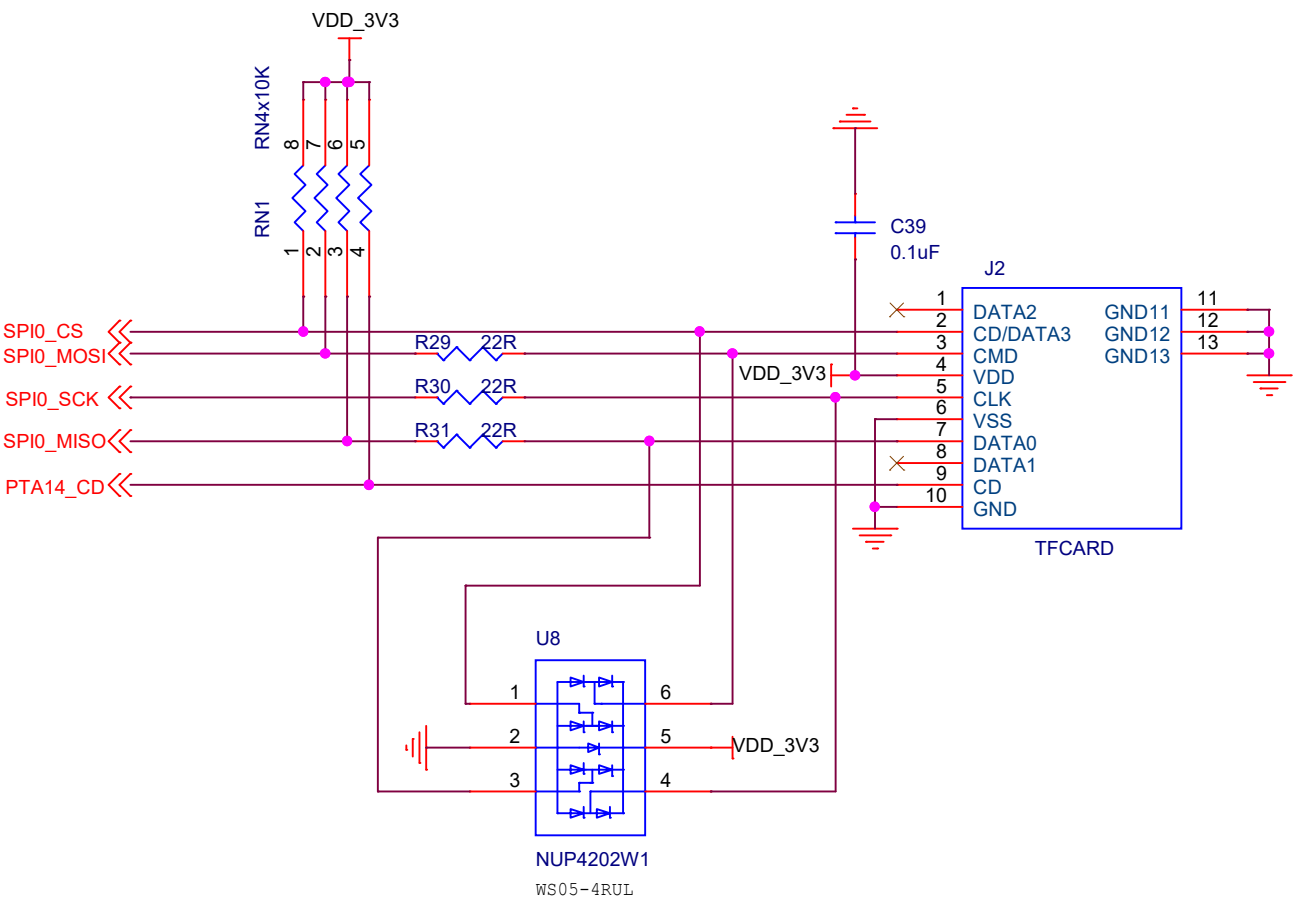 VDD_3V3
RN4x10K
8
7
6
5
RN1
1
2
3
4
C39
0.1uF
J2
SPI0_CS
SPI0_MOSI
SPI0_SCK
SPI0_MISO
PTA14_CD
R29 22R
R30 22R
R31 22R
VDD_3V3
1 DATA2 GND11 11
2 CD/DATA3 GND12 12
3 CMD GND13 13
4 VDD
5 CLK
6 VSS
7 DATA0
8 DATA1
9 CD
10 GND
TFCARD
U8
1 6
2 5 VDD_3V3
3 4
NUP4202W1
WS05-4RUL